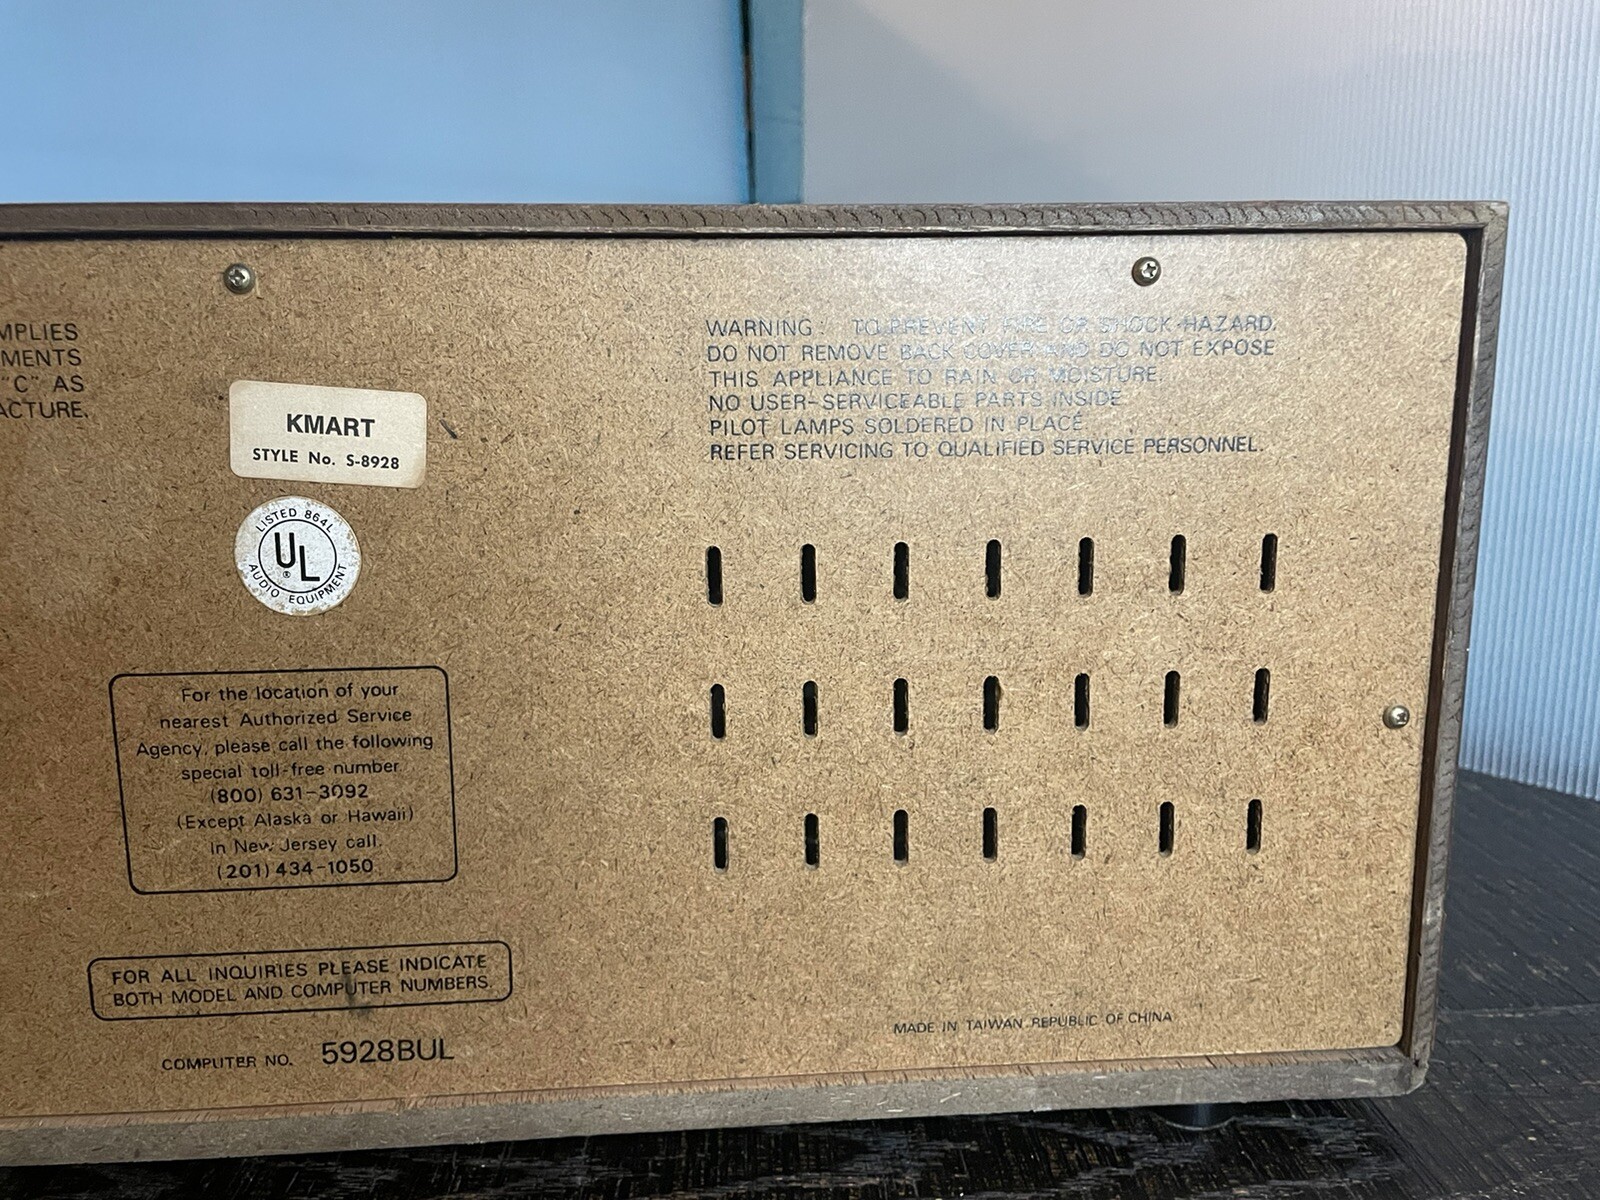 MPLIES
MENTS
"C" AS
ACTURE.
KMART
STYLE No. S-8928
LISTED 864L
UL
®
AUDIO EQUIPMENT
For the location of your
nearest Authorized Service
Agency, please call the following
special toll-free number.
(800) 631-3092
(Except Alaska or Hawaii)
In New Jersey call.
(201) 434-1050
FOR ALL INQUIRIES PLEASE INDICATE
BOTH MODEL AND COMPUTER NUMBERS.
COMPUTER NO. 5928BUL
WARNING: TO PREVENT FIRE OR SHOCK HAZARD,
DO NOT REMOVE BACK COVER AND DO NOT EXPOSE
THIS APPLIANCE TO RAIN OR MOISTURE.
NO USER-SERVICEABLE PARTS INSIDE
PILOT LAMPS SOLDERED IN PLACE
REFER SERVICING TO QUALIFIED SERVICE PERSONNEL.
MADE IN TAIWAN REPUBLIC OF CHINA